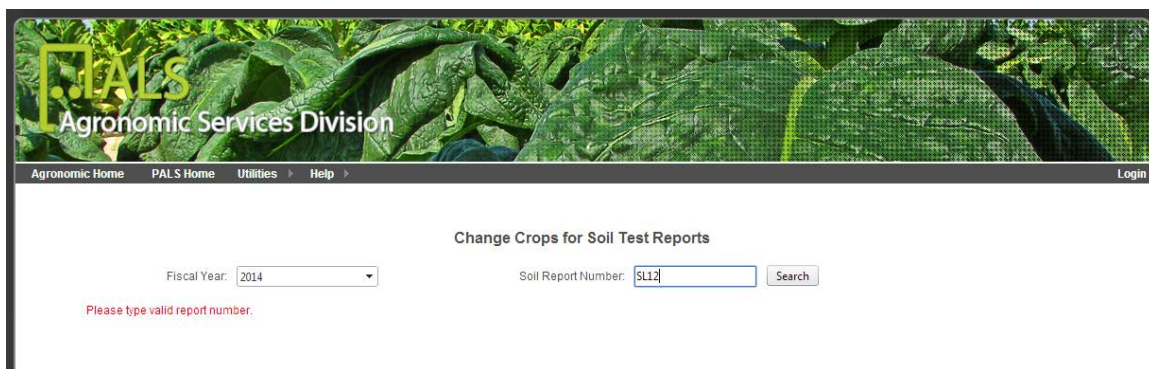 PALS
Agronomic Services Division
Agronomic Home PALS Home Utilities Help Login
Change Crops for Soil Test Reports
Fiscal Year: 2014 Soil Report Number: SL12 Search
Please type valid report number.